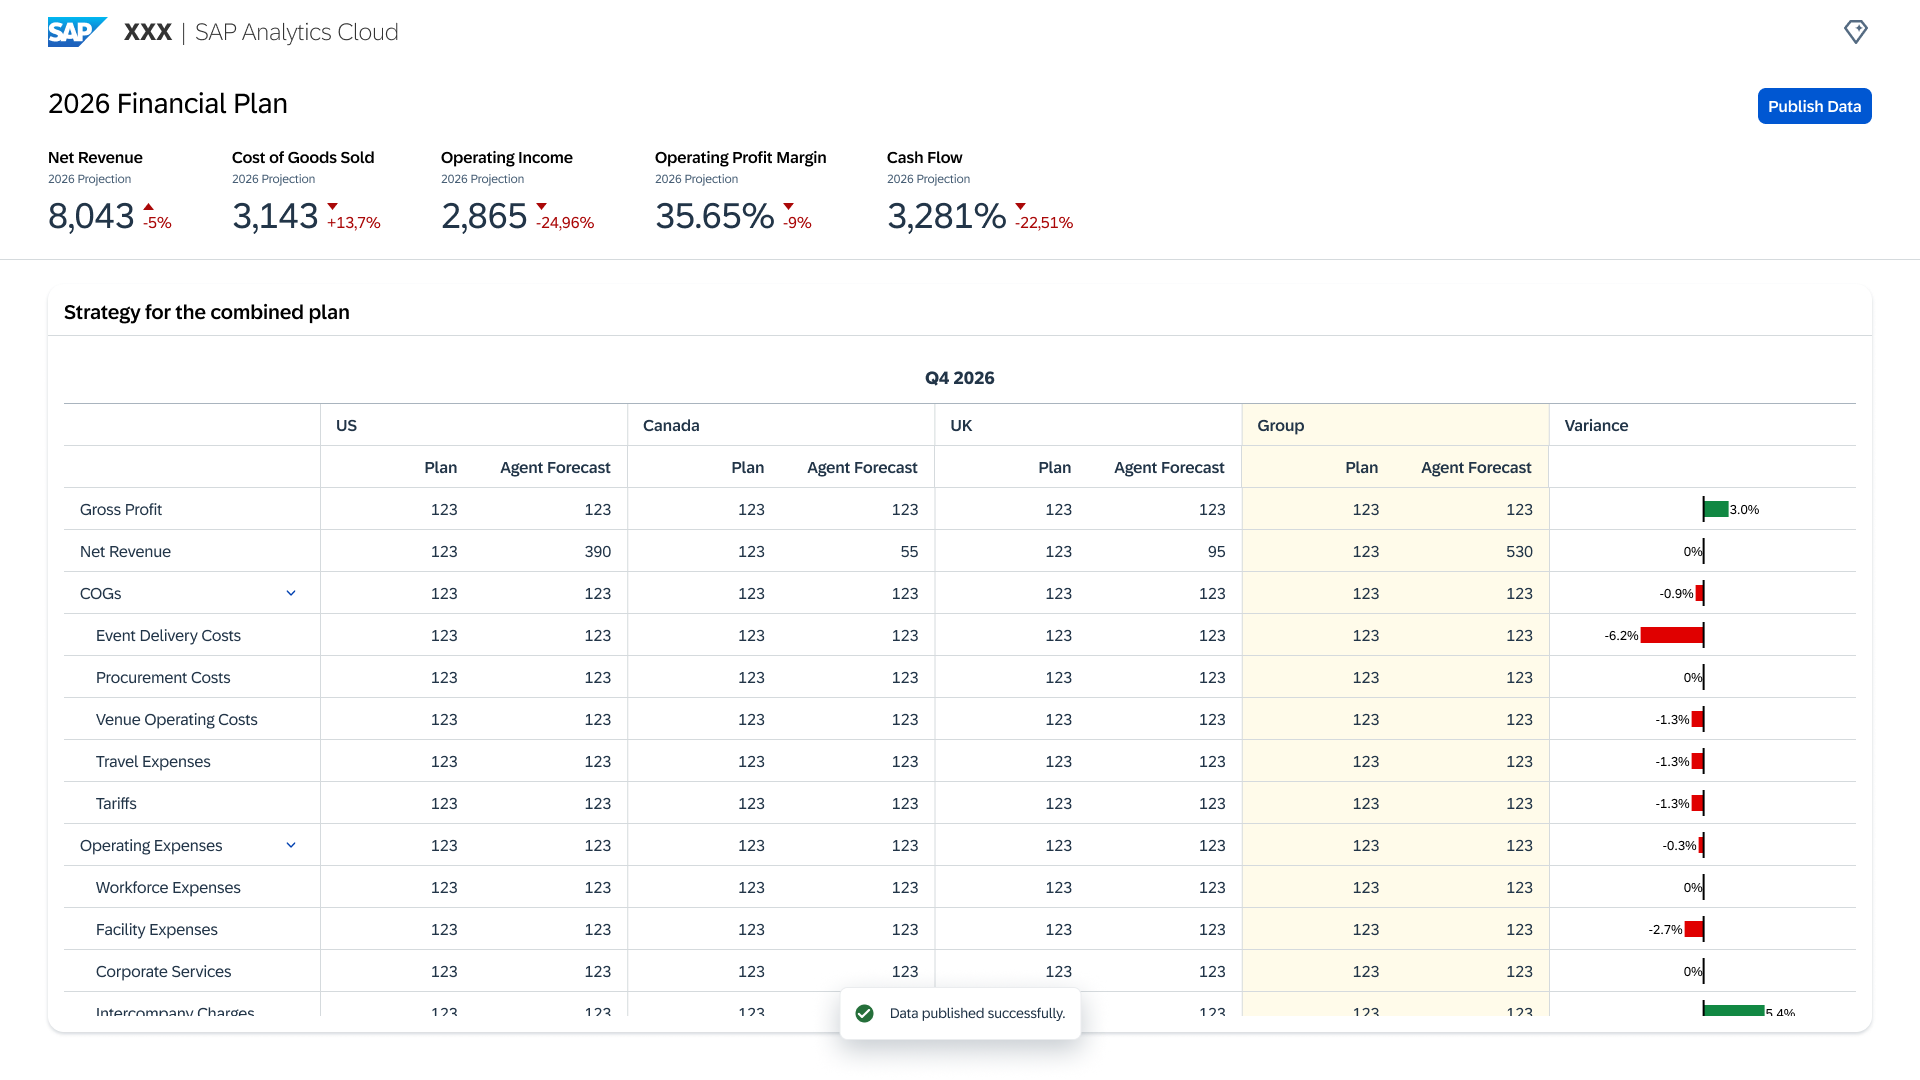 SAP XXX | SAP Analytics Cloud
2026 Financial Plan
Publish Data
Net Revenue
2026 Projection
8,043 -5%
Cost of Goods Sold
2026 Projection
3,143 +13,7%
Operating Income
2026 Projection
2,865 -24,96%
Operating Profit Margin
2026 Projection
35.65% -9%
Cash Flow
2026 Projection
3,281% -22,51%
Strategy for the combined plan
Q4 2026
US Canada UK Group Variance
Plan Agent Forecast Plan Agent Forecast Plan Agent Forecast Plan Agent Forecast
Gross Profit 123 123 123 123 123 123 123 123 3.0%
Net Revenue 123 390 123 55 123 95 123 530 0%
COGs 123 123 123 123 123 123 123 123 -0.9%
Event Delivery Costs 123 123 123 123 123 123 123 123 -6.2%
Procurement Costs 123 123 123 123 123 123 123 123 0%
Venue Operating Costs 123 123 123 123 123 123 123 123 -1.3%
Travel Expenses 123 123 123 123 123 123 123 123 -1.3%
Tariffs 123 123 123 123 123 123 123 123 -1.3%
Operating Expenses 123 123 123 123 123 123 123 123 -0.3%
Workforce Expenses 123 123 123 123 123 123 123 123 0%
Facility Expenses 123 123 123 123 123 123 123 123 -2.7%
Corporate Services 123 123 123 123 123 123 123 123 0%
Intercompany Charges 123 123 123 123 123 123 5.4%
Data published successfully.